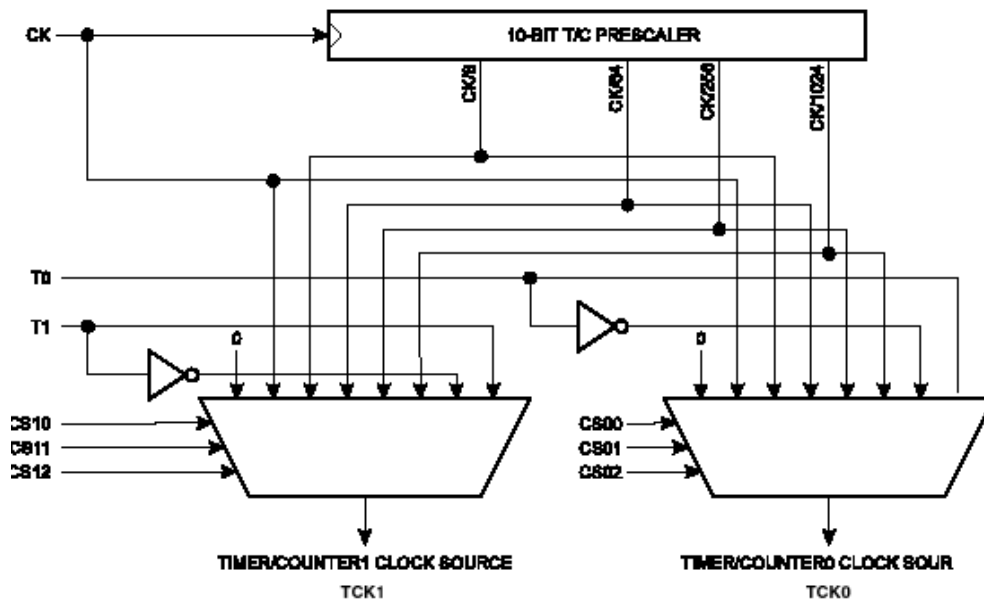 CK
10-BIT T/C PRESCALER
CK/8
CK/64
CK/256
CK/1024
T0
T1
0
0
CS10
CS11
CS12
CS00
CS01
CS02
TIMER/COUNTER1 CLOCK SOURCE
TIMER/COUNTER0 CLOCK SOUR
TCK1
TCK0